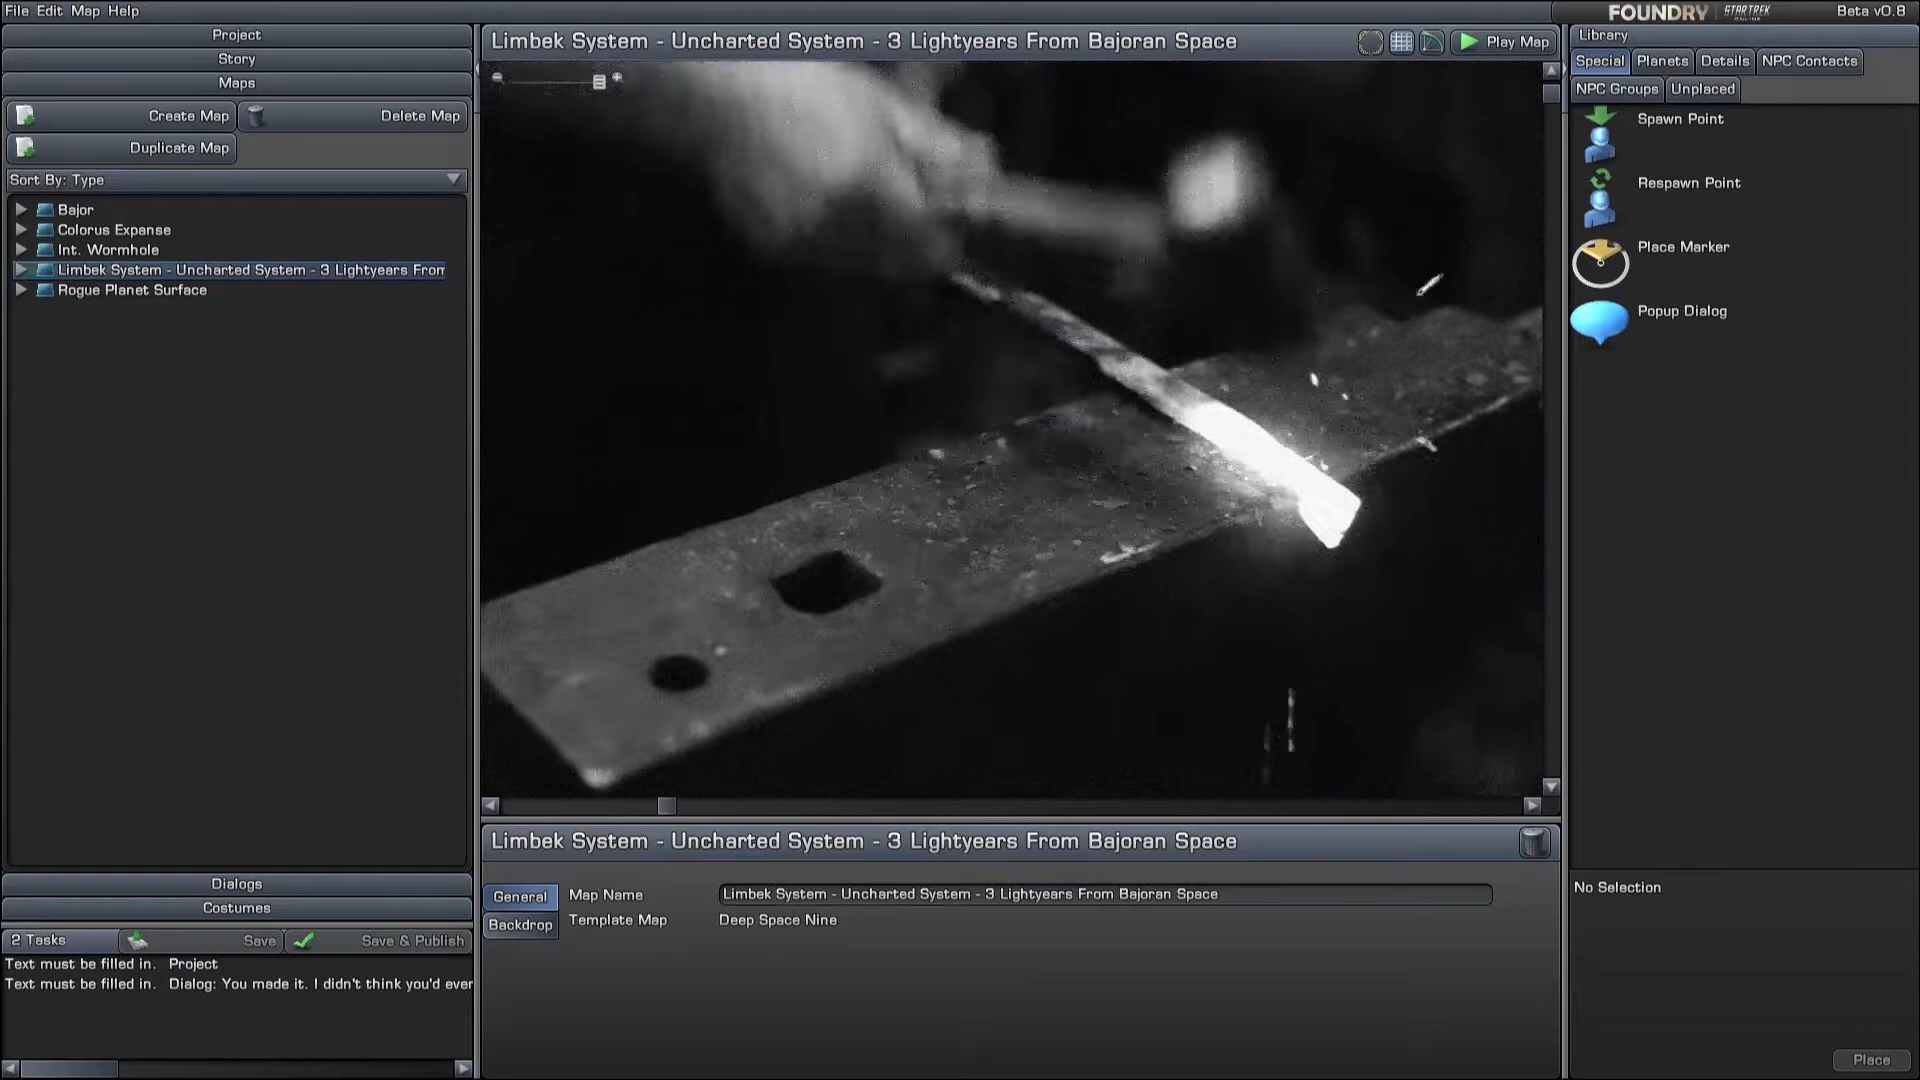 File Edit Map Help
FOUNDRY STAR TREK ONLINE Beta v0.8
Project
Story
Maps
Create Map
Delete Map
Duplicate Map
Sort By: Type
Bajor
Colorus Expanse
Int. Wormhole
Limbek System - Uncharted System - 3 Lightyears From
Rogue Planet Surface
Dialogs
Costumes
2 Tasks Save Save & Publish
Text must be filled in. Project
Text must be filled in. Dialog: You made it. I didn't think you'd ever
Limbek System - Uncharted System - 3 Lightyears From Bajoran Space
Play Map
Limbek System - Uncharted System - 3 Lightyears From Bajoran Space
General
Backdrop
Map Name Limbek System - Uncharted System - 3 Lightyears From Bajoran Space
Template Map Deep Space Nine
Library
Special Planets Details NPC Contacts
NPC Groups Unplaced
Spawn Point
Respawn Point
Place Marker
Popup Dialog
No Selection
Place